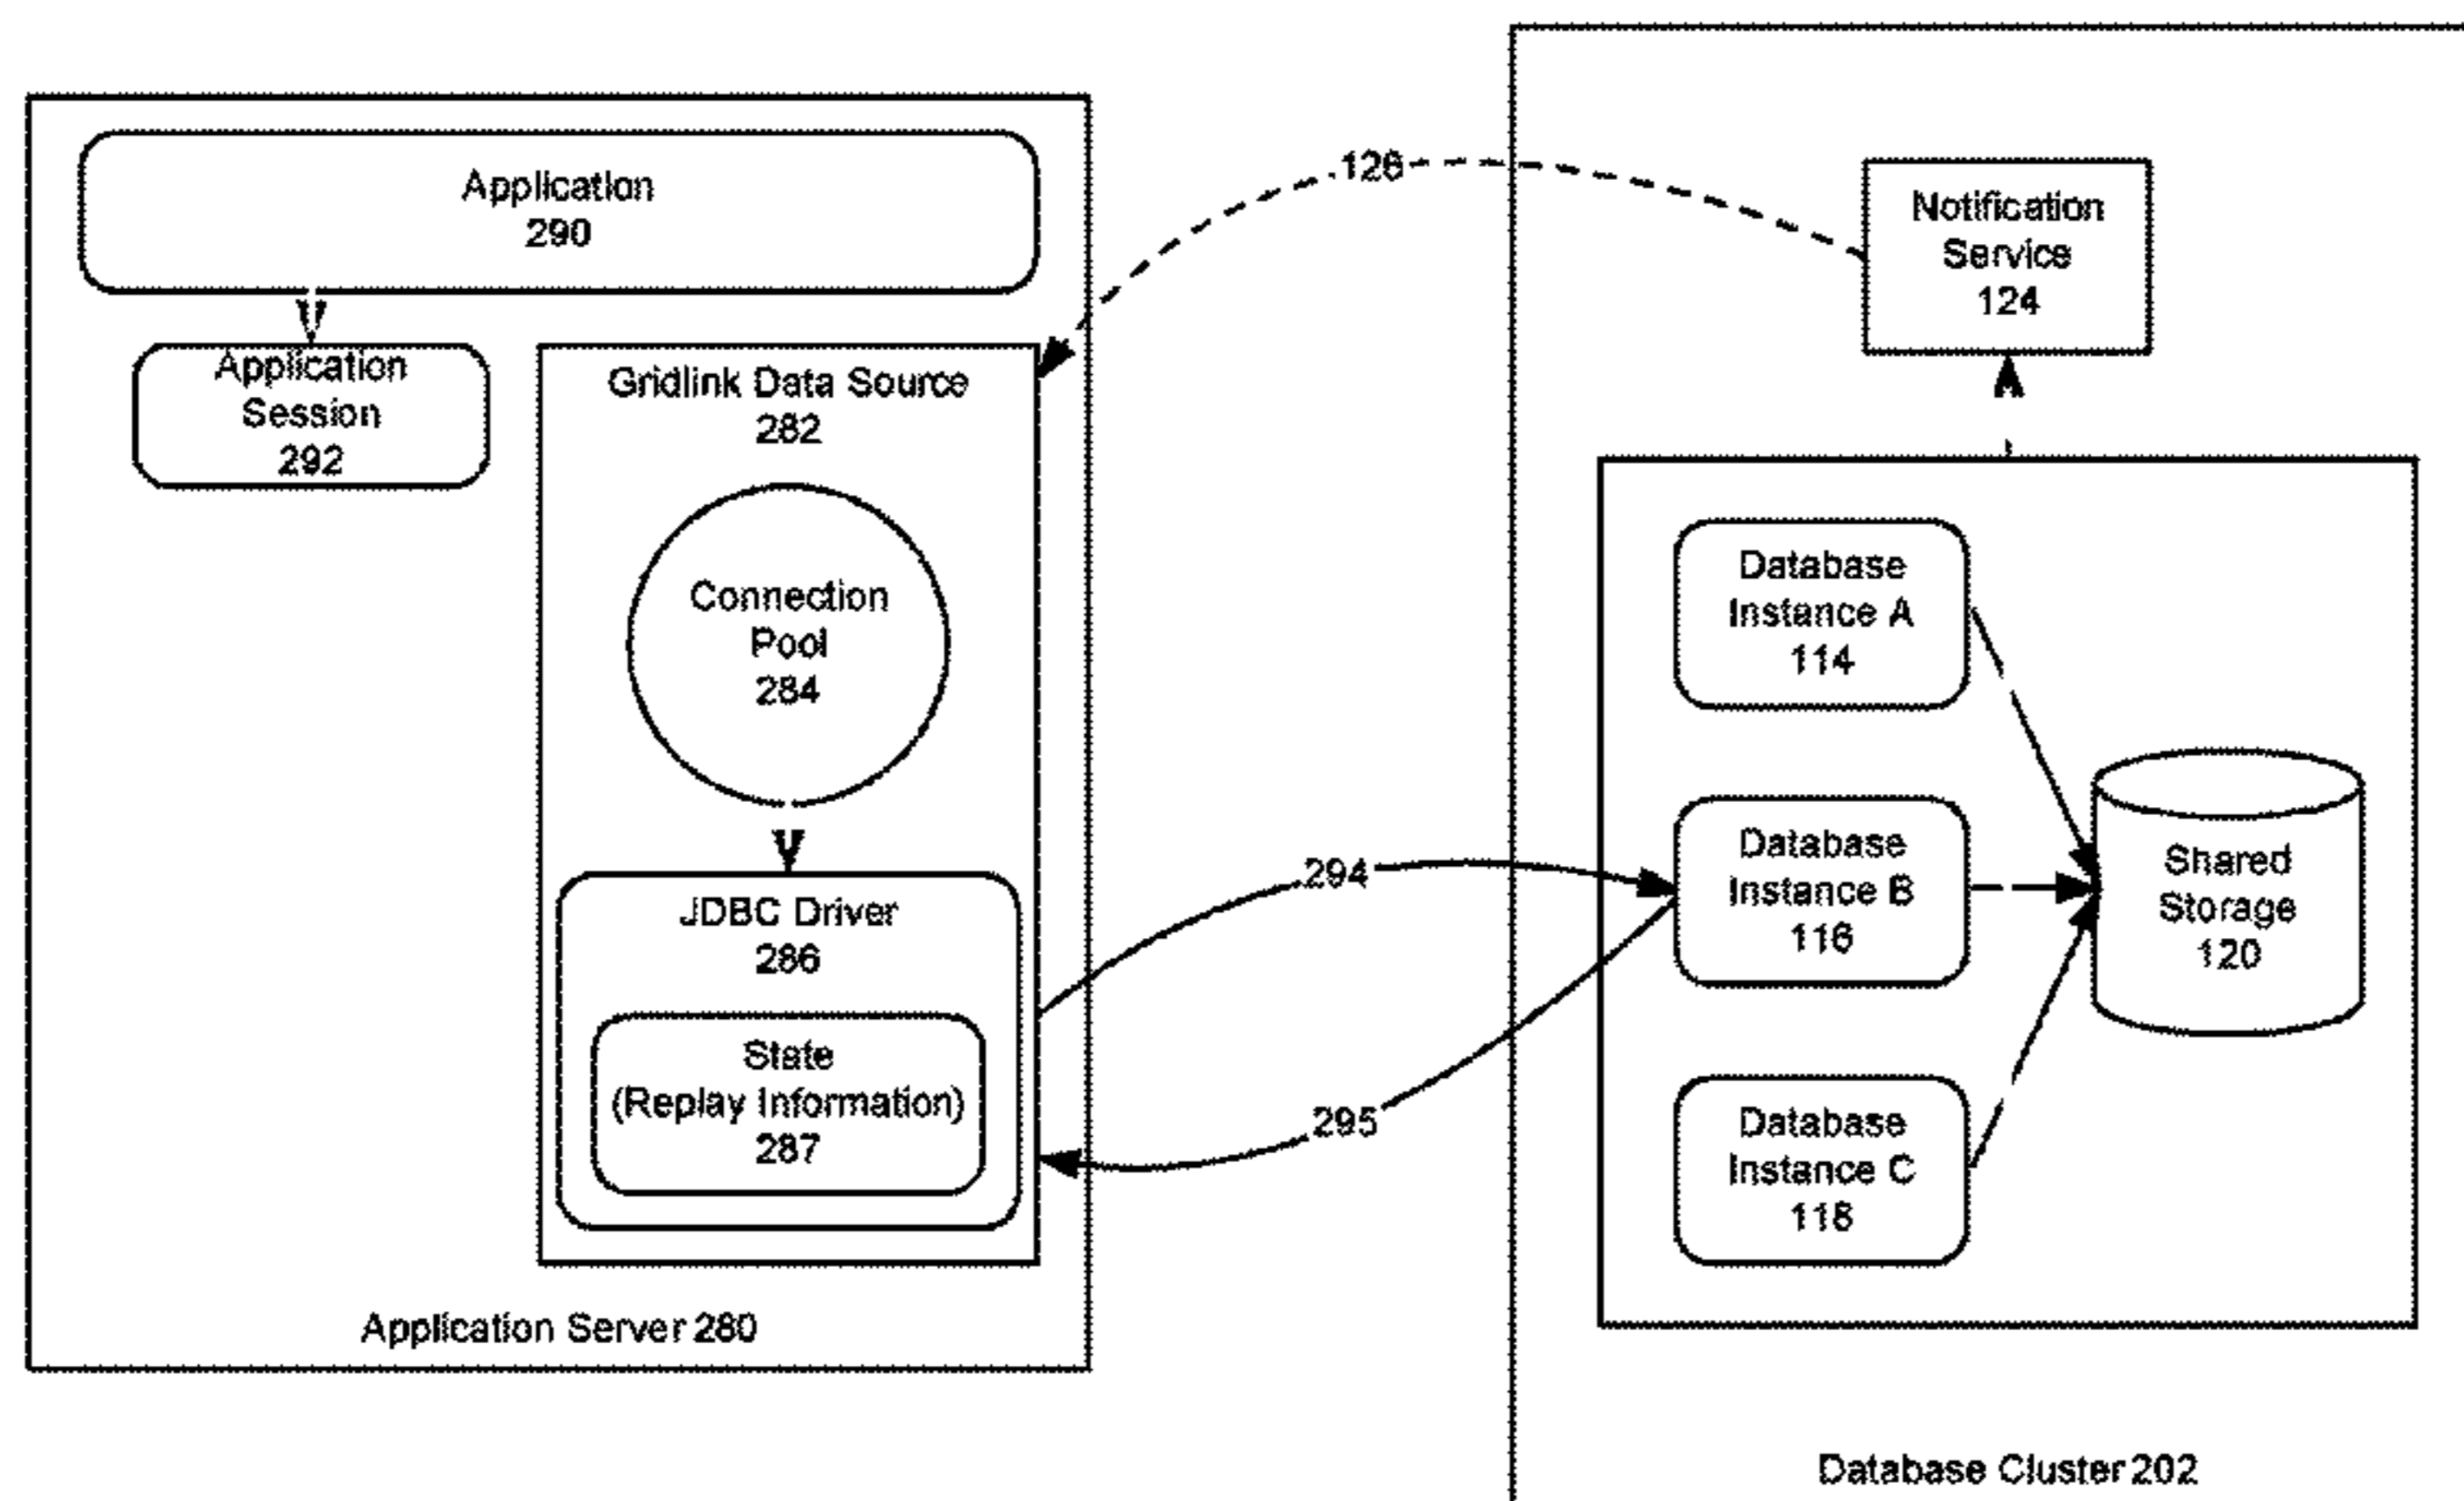 Application
290
Application
Session
292
Gridlink Data Source
282
Connection
Pool
284
JDBC Driver
286
State
(Replay Information)
287
Application Server 280
126
294
295
Notification
Service
124
Database
Instance A
114
Database
Instance B
116
Database
Instance C
118
Shared
Storage
120
Database Cluster 202